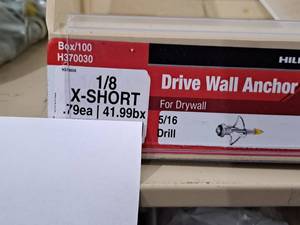 Box/100
H370030
1/8
X-SHORT
.79ea | 41.99bx
HIL
Drive Wall Anchor
For Drywall
5/16
Drill